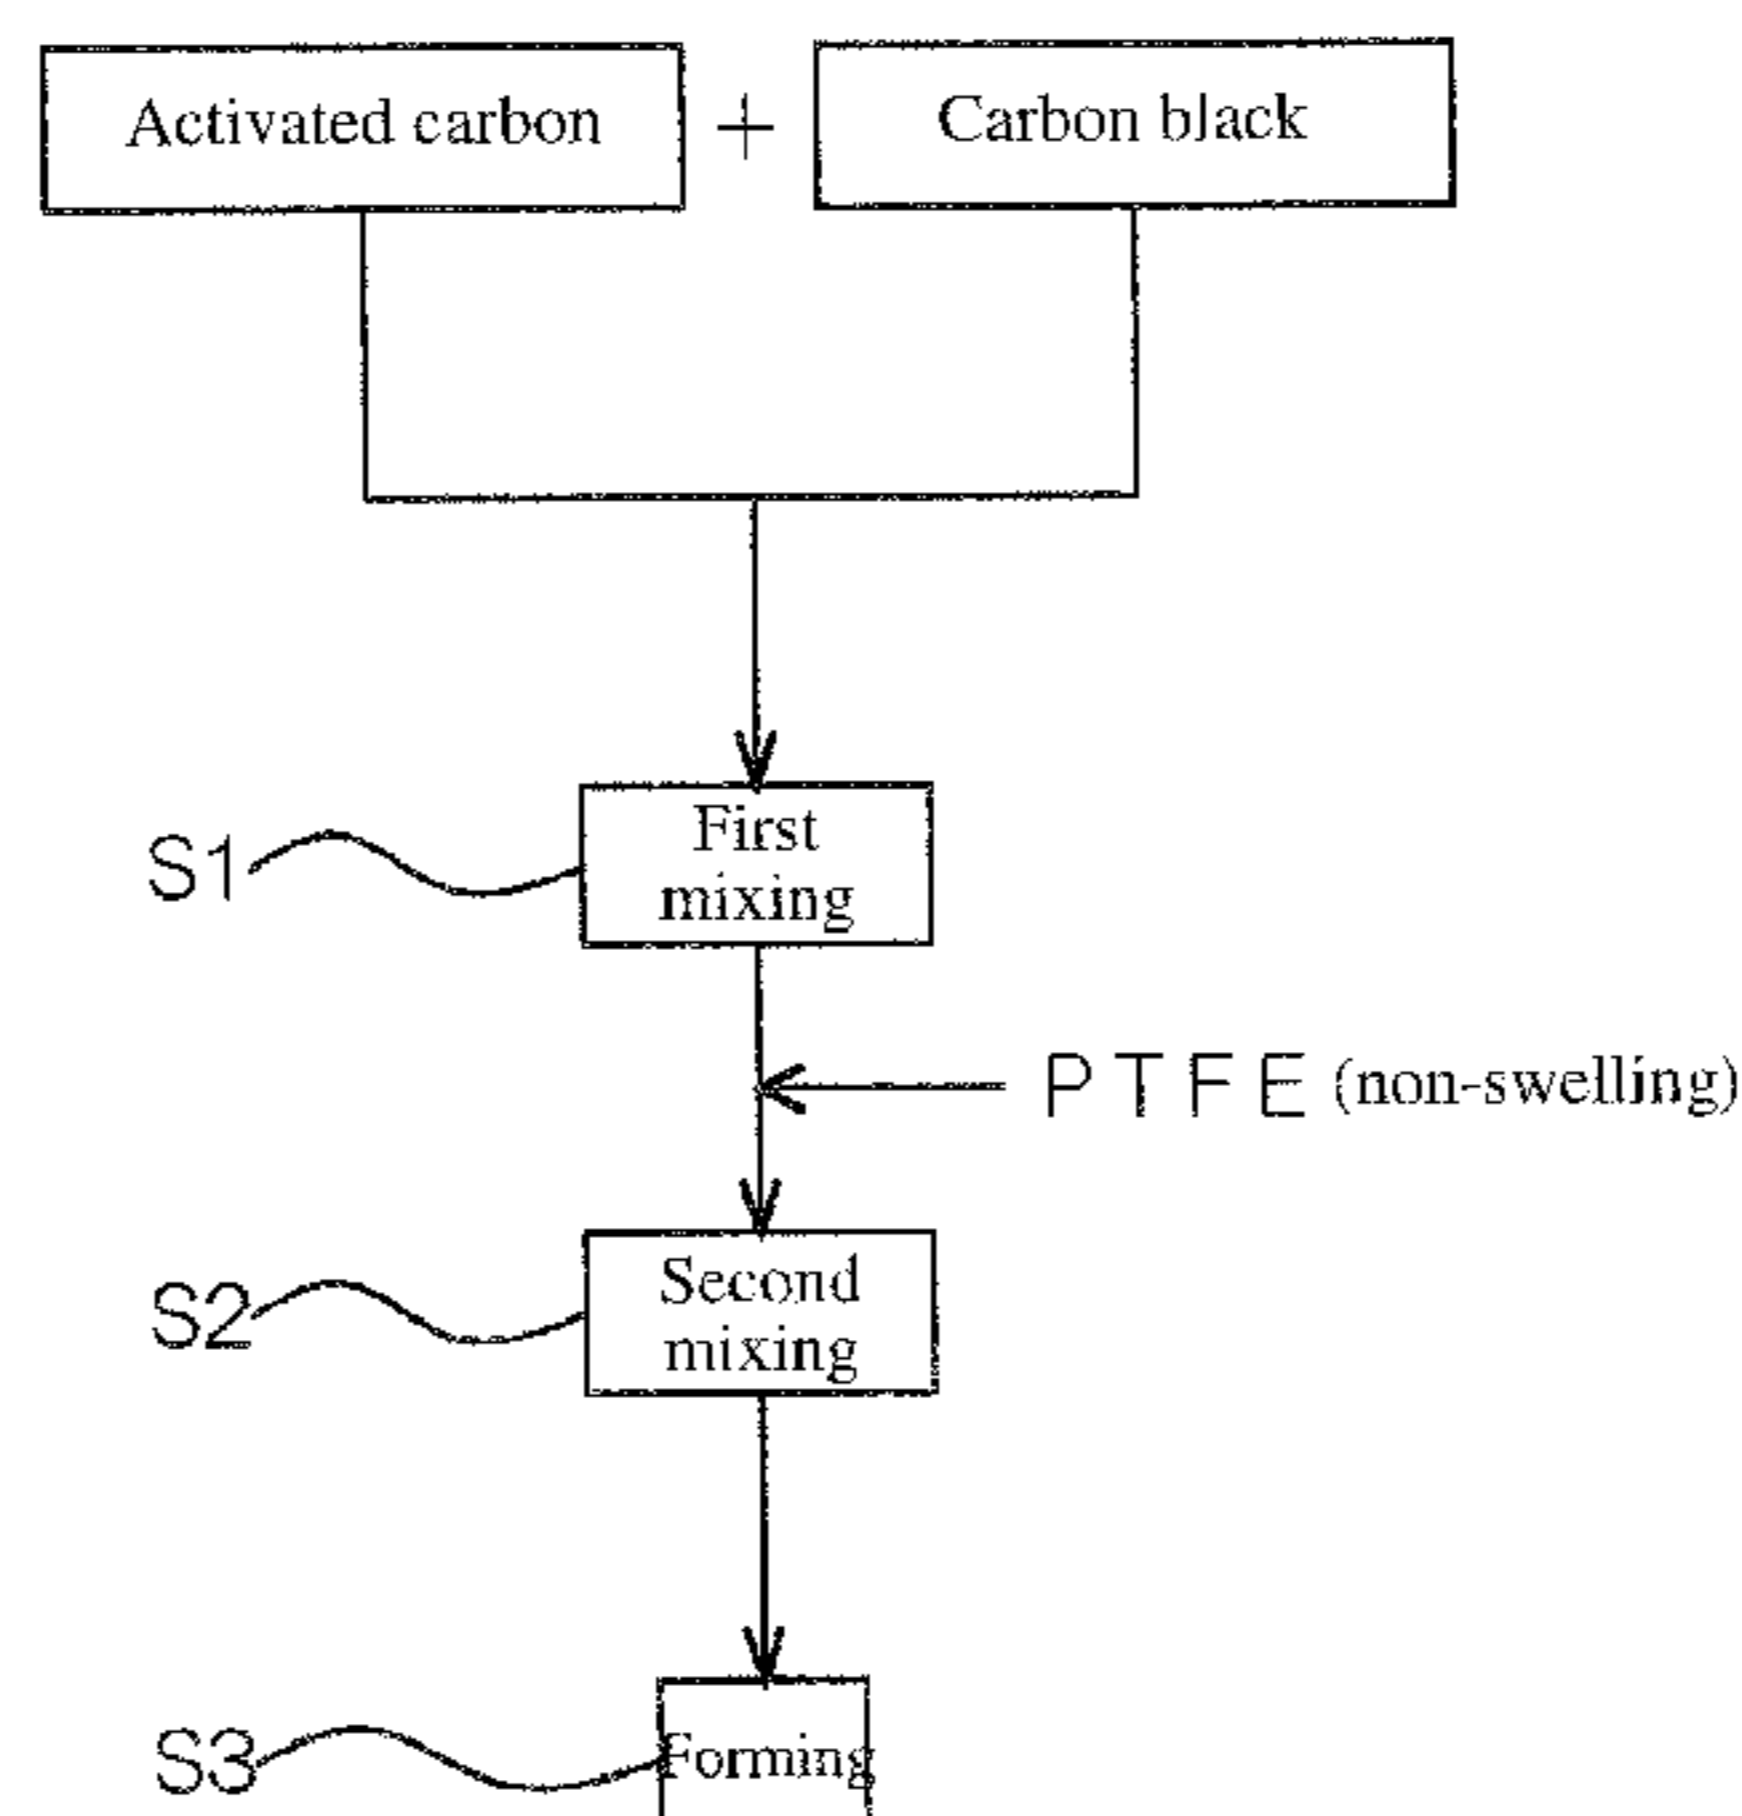 Activated carbon + Carbon black
First
S1
mixing
PTFE (non-swelling)
Second
S2
mixing
S3 Forming